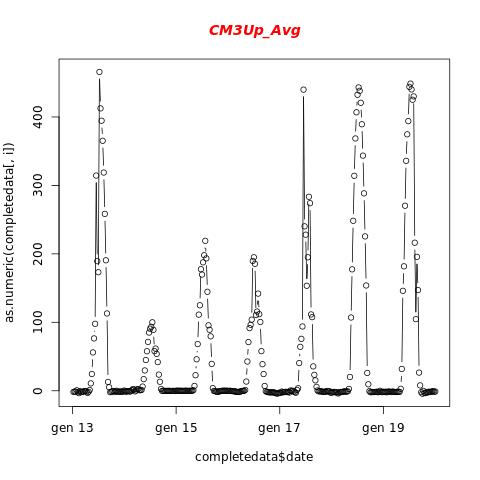 CM3Up_Avg
as.numeric(completedata[, i])
400
300
200
100
0
gen 13
gen 15
gen 17
gen 19
completedata$date